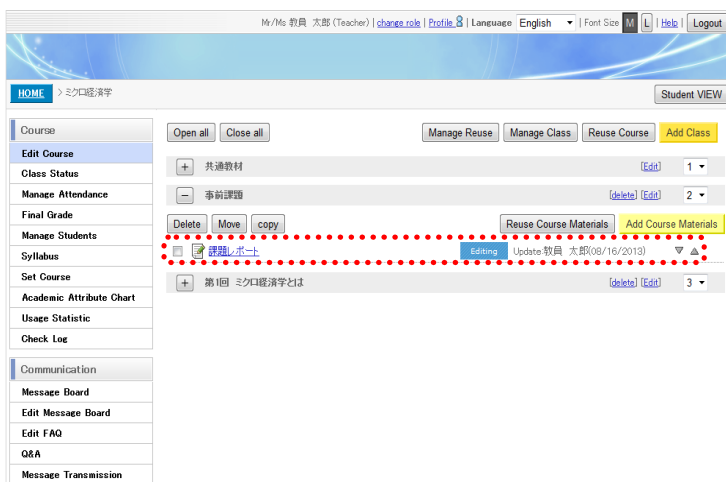 Mr/Ms 教員 太郎 (Teacher) | change role | Profile | Language English | Font Size M L | Help | Logout
HOME > ミクロ経済学
Student VIEW
Course
Edit Course
Class Status
Manage Attendance
Final Grade
Manage Students
Syllabus
Set Course
Academic Attribute Chart
Usage Statistic
Check Log
Communication
Message Board
Edit Message Board
Edit FAQ
Q&A
Message Transmission
Open all Close all Manage Reuse Manage Class Reuse Course Add Class
+ 共通教材 [Edit] 1
− 事前課題 [delete] [Edit] 2
Delete Move copy Reuse Course Materials Add Course Materials
課題レポート Editing Update:教員 太郎(08/16/2013)
+ 第1回 ミクロ経済学とは [delete] [Edit] 3